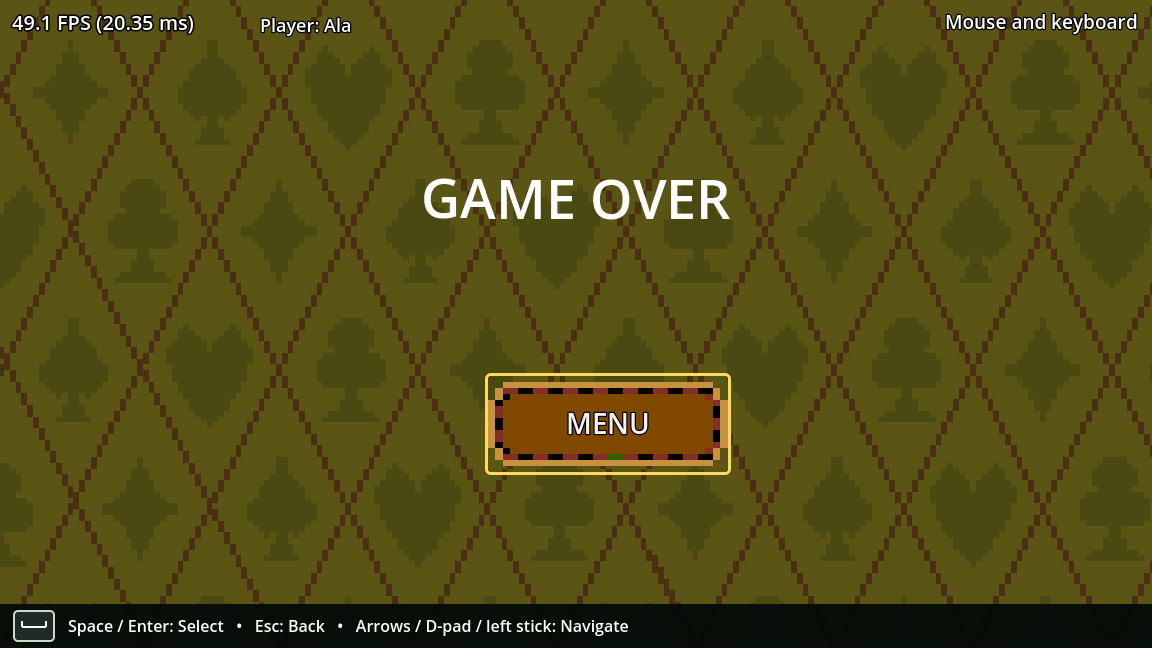 49.1 FPS (20.35 ms)
Player: Ala
Mouse and keyboard
GAME OVER
MENU
Space / Enter: Select • Esc: Back • Arrows / D-pad / left stick: Navigate